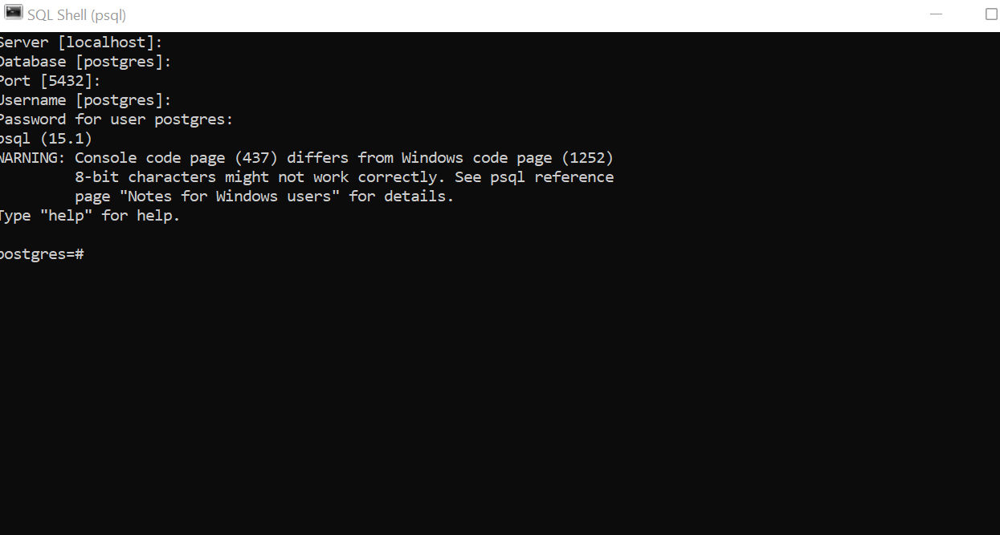 SQL Shell (psql)
Server [localhost]:
Database [postgres]:
Port [5432]:
Username [postgres]:
Password for user postgres:
psql (15.1)
WARNING: Console code page (437) differs from Windows code page (1252)
8-bit characters might not work correctly. See psql reference
page "Notes for Windows users" for details.
Type "help" for help.
postgres=#